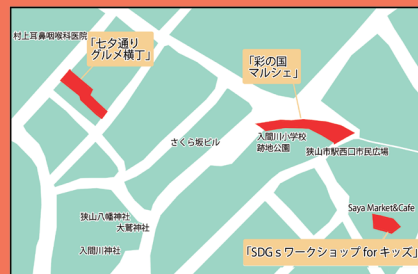 村上耳鼻咽喉科医院
「七夕通り
グルメ横丁」
「彩の国
マルシェ」
さくら坂ビル
入間川小学校
跡地公園
狭山市駅西口市民広場
狭山八幡神社
大鷲神社
入間川神社
Saya Market&Cafe
「SDGsワークショップ for キッズ」